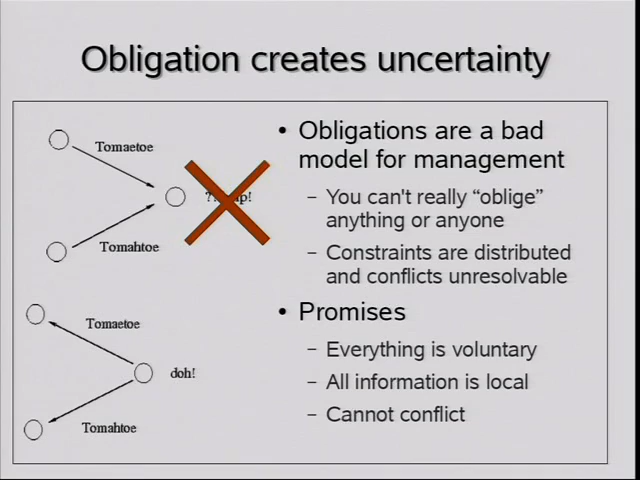 Obligation creates uncertainty
Tomaetoe
Tomahtoe
Tomaetoe
doh!
Tomahtoe
• Obligations are a bad
model for management
– You can't really “oblige”
anything or anyone
– Constraints are distributed
and conflicts unresolvable
• Promises
– Everything is voluntary
– All information is local
– Cannot conflict